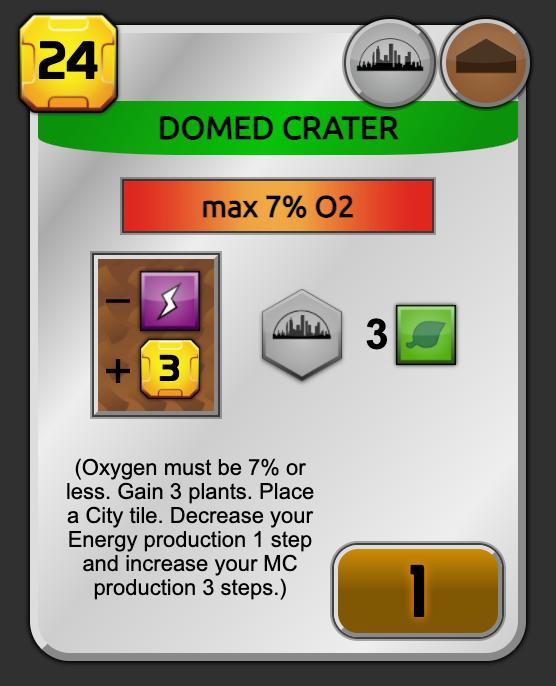 24
DOMED CRATER
max 7% O2
-
+ 3
3
(Oxygen must be 7% or
less. Gain 3 plants. Place
a City tile. Decrease your
Energy production 1 step
and increase your MC
production 3 steps.)
1